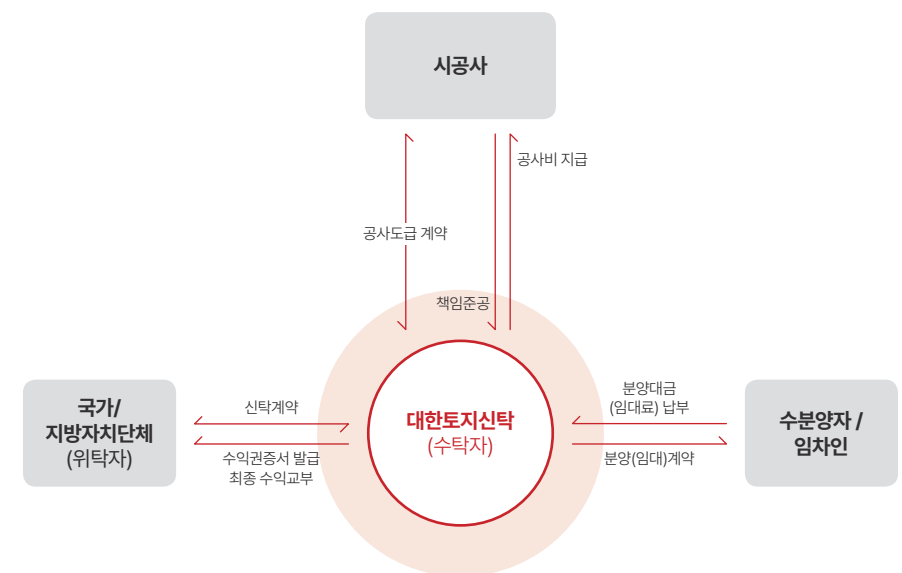 시공사
공사비 지급
공사도급 계약
책임준공
국가/
지방자치단체
(위탁자)
신탁계약
수익권증서 발급
최종 수익교부
대한토지신탁
(수탁자)
분양대금
(임대료) 납부
분양(임대)계약
수분양자 /
임차인